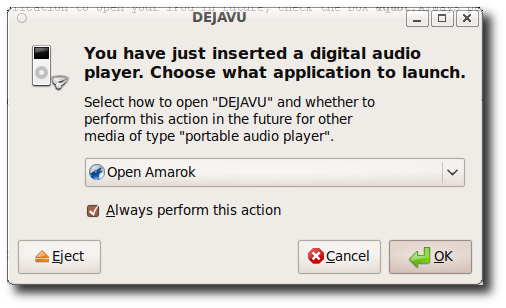 DEJAVU
You have just inserted a digital audio
player. Choose what application to launch.
Select how to open "DEJAVU" and whether to
perform this action in the future for other
media of type "portable audio player".
Open Amarok
Always perform this action
Eject
Cancel
OK